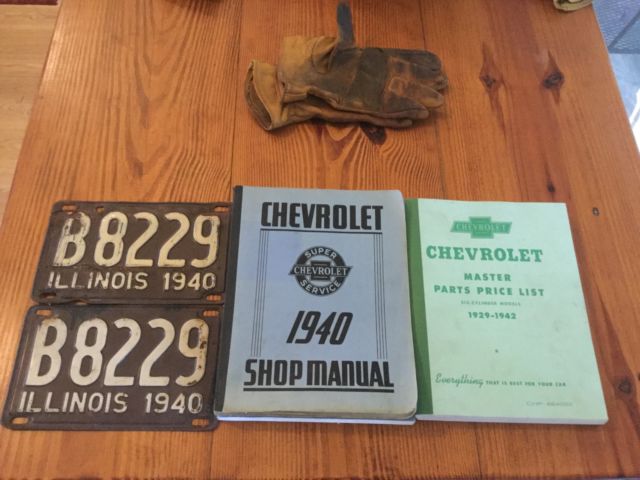 B8229
ILLINOIS 1940
B8229
ILLINOIS 1940
CHEVROLET
SUPER
CHEVROLET
SERVICE
1940
SHOP MANUAL
CHEVROLET
CHEVROLET
MASTER
PARTS PRICE LIST
SIX-CYLINDER MODELS
1929-1942
Everything THAT IS BEST FOR YOUR CAR